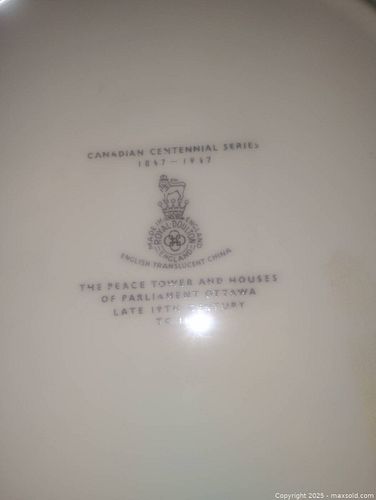 CANADIAN CENTENNIAL SERIES
1867 – 1967
MADE IN ENGLAND
ROYAL DOULTON
ENGLAND
ENGLISH TRANSLUCENT CHINA
THE PEACE TOWER AND HOUSES
OF PARLIAMENT OTTAWA
LATE 19TH CENTURY
TO
Copyright 2025 - maxsold.com